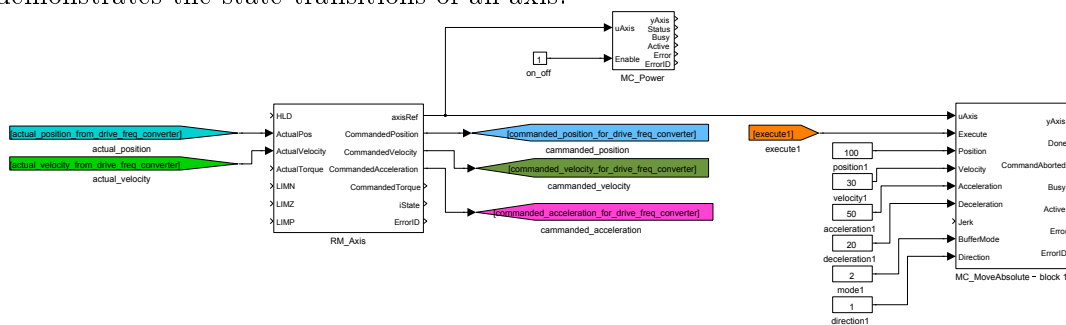 demonstrates the state transitions of an axis.
uAxis
Enable
yAxis
Status
Busy
Active
Error
ErrorID
MC_Power
1
on_off
[actual_position_from_drive_freq_converter]
actual_position
[actual_velocity_from_drive_freq_converter]
actual_velocity
HLD
ActualPos
ActualVelocity
ActualTorque
LIMN
LIMZ
LIMP
axisRef
CommandedPosition
CommandedVelocity
CommandedAcceleration
CommandedTorque
iState
ErrorID
RM_Axis
[commanded_position_for_drive_freq_converter]
cammanded_position
[commanded_velocity_for_drive_freq_converter]
cammanded_velocity
[commanded_acceleration_for_drive_freq_converter]
cammanded_acceleration
[execute1]
execute1
100
position1
30
velocity1
50
acceleration1
20
deceleration1
2
mode1
1
direction1
uAxis
Execute
Position
Velocity
Acceleration
Deceleration
Jerk
BufferMode
Direction
yAxis
Done
CommandAborted
Busy
Active
Error
ErrorID
MC_MoveAbsolute - block 1